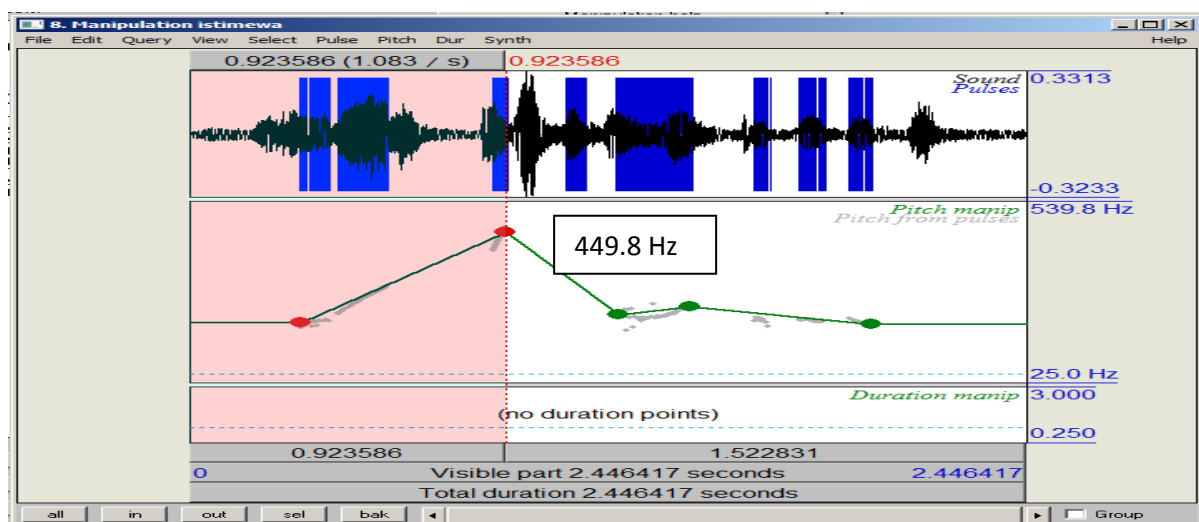 8. Manipulation istimewa
File Edit Query View Select Pulse Pitch Dur Synth Help
0.923586 (1.083 / s) 0.923586
Sound 0.3313
Pulses
-0.3233
Pitch manip 539.8 Hz
Pitch from pulses
449.8 Hz
25.0 Hz
Duration manip 3.000
(no duration points)
0.250
0.923586 1.522831
0 Visible part 2.446417 seconds 2.446417
Total duration 2.446417 seconds
all in out sel bak Group